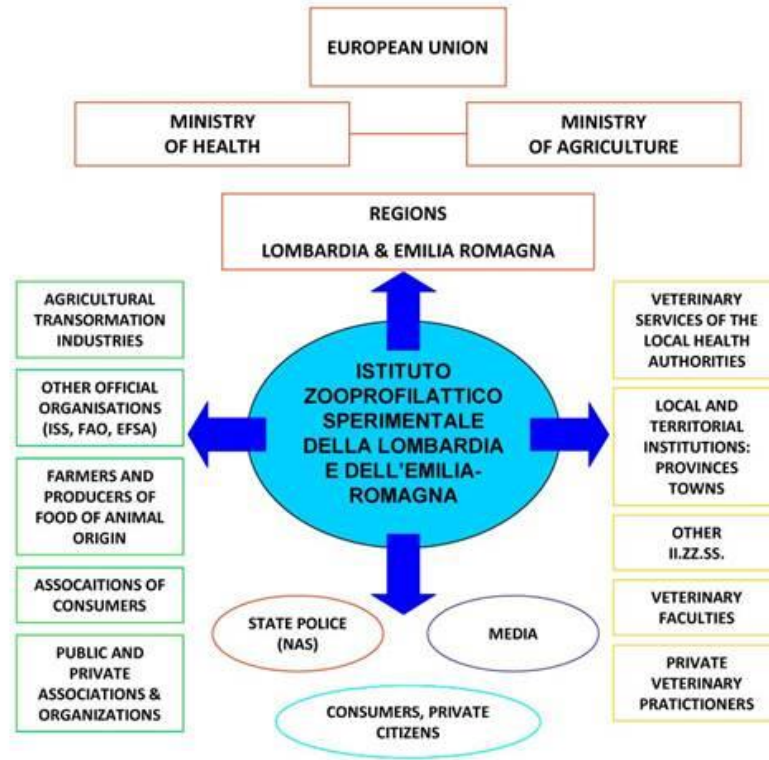 EUROPEAN UNION
MINISTRY
OF HEALTH
MINISTRY
OF AGRICULTURE
REGIONS
LOMBARDIA & EMILIA ROMAGNA
AGRICULTURAL
TRANSORMATION
INDUSTRIES
OTHER OFFICIAL
ORGANISATIONS
(ISS, FAO, EFSA)
FARMERS AND
PRODUCERS OF
FOOD OF ANIMAL
ORIGIN
ASSOCAITIONS OF
CONSUMERS
PUBLIC AND
PRIVATE
ASSOCIATIONS &
ORGANIZATIONS
ISTITUTO
ZOOPROFILATTICO
SPERIMENTALE
DELLA LOMBARDIA
E DELL'EMILIA-
ROMAGNA
VETERINARY
SERVICES OF THE
LOCAL HEALTH
AUTHORITIES
LOCAL AND
TERRITORIAL
INSTITUTIONS:
PROVINCES
TOWNS
OTHER
II.ZZ.SS.
VETERINARY
FACULTIES
PRIVATE
VETERINARY
PRATICTIONERS
STATE POLICE
(NAS)
MEDIA
CONSUMERS, PRIVATE
CITIZENS